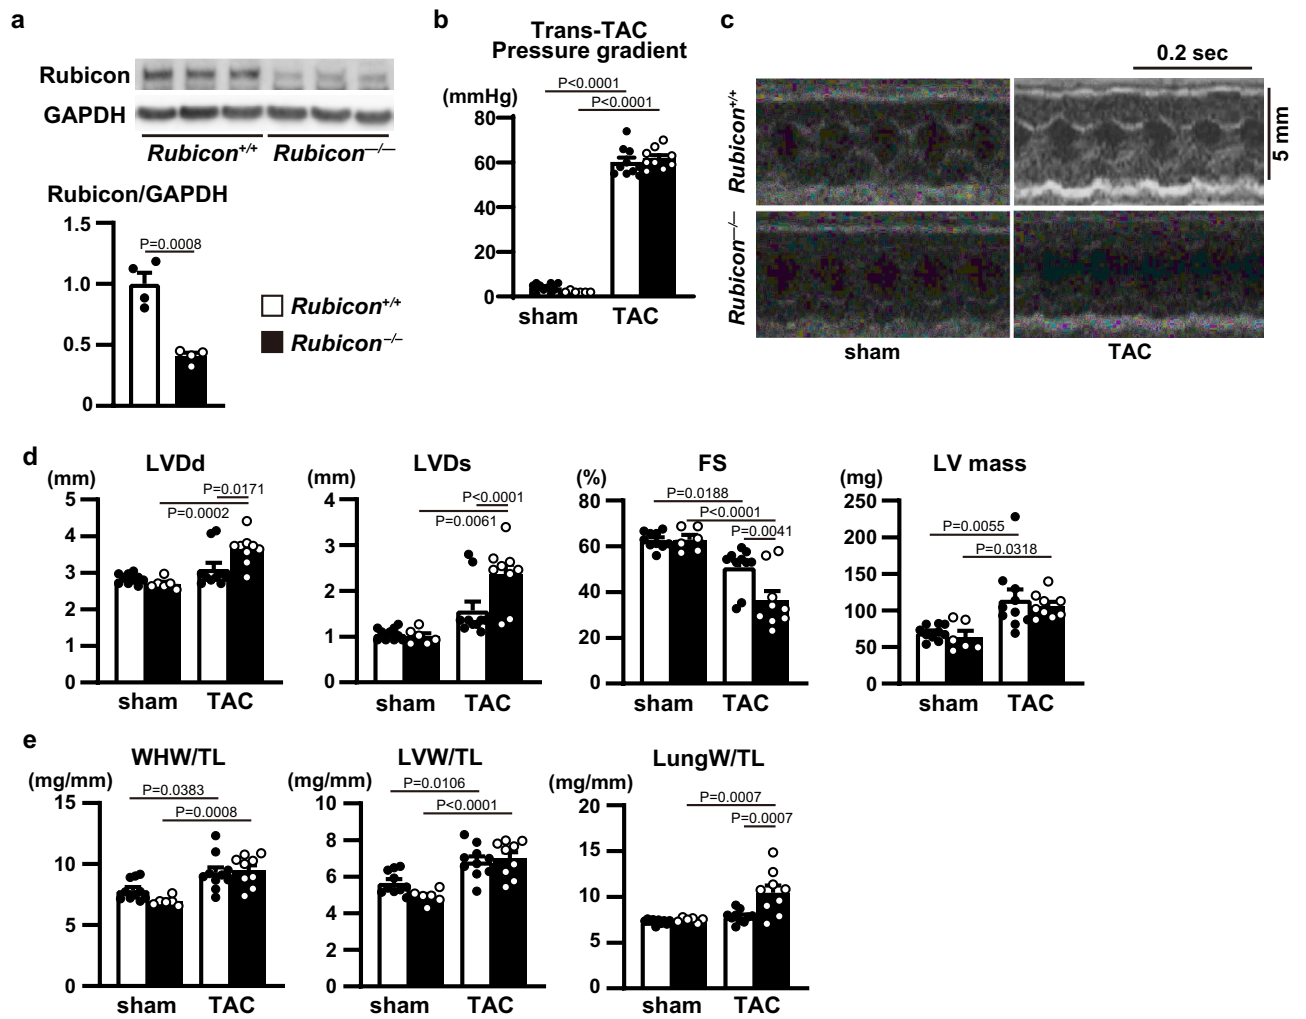 a
Rubicon
GAPDH
Rubicon+/+ Rubicon−/−
Rubicon/GAPDH
1.5
1.0
0.5
0
P=0.0008
Rubicon+/+
Rubicon−/−
b
Trans-TAC
Pressure gradient
P<0.0001
(mmHg)
P<0.0001
80
60
40
20
0
sham TAC
c
0.2 sec
Rubicon+/+
5 mm
Rubicon−/−
sham TAC
d
LVDd
(mm)
P=0.0171
P=0.0002
5
4
3
2
1
0
sham TAC
LVDs
(mm)
P<0.0001
P=0.0061
4
3
2
1
0
sham TAC
FS
(%)
P=0.0188
P<0.0001
P=0.0041
80
60
40
20
0
sham TAC
LV mass
(mg)
P=0.0055
P=0.0318
250
200
150
100
50
0
sham TAC
e
WHW/TL
(mg/mm)
P=0.0383
P=0.0008
15
10
5
0
sham TAC
LVW/TL
(mg/mm)
P=0.0106
P<0.0001
10
8
6
4
2
0
sham TAC
LungW/TL
(mg/mm)
P=0.0007
P=0.0007
20
15
10
5
0
sham TAC